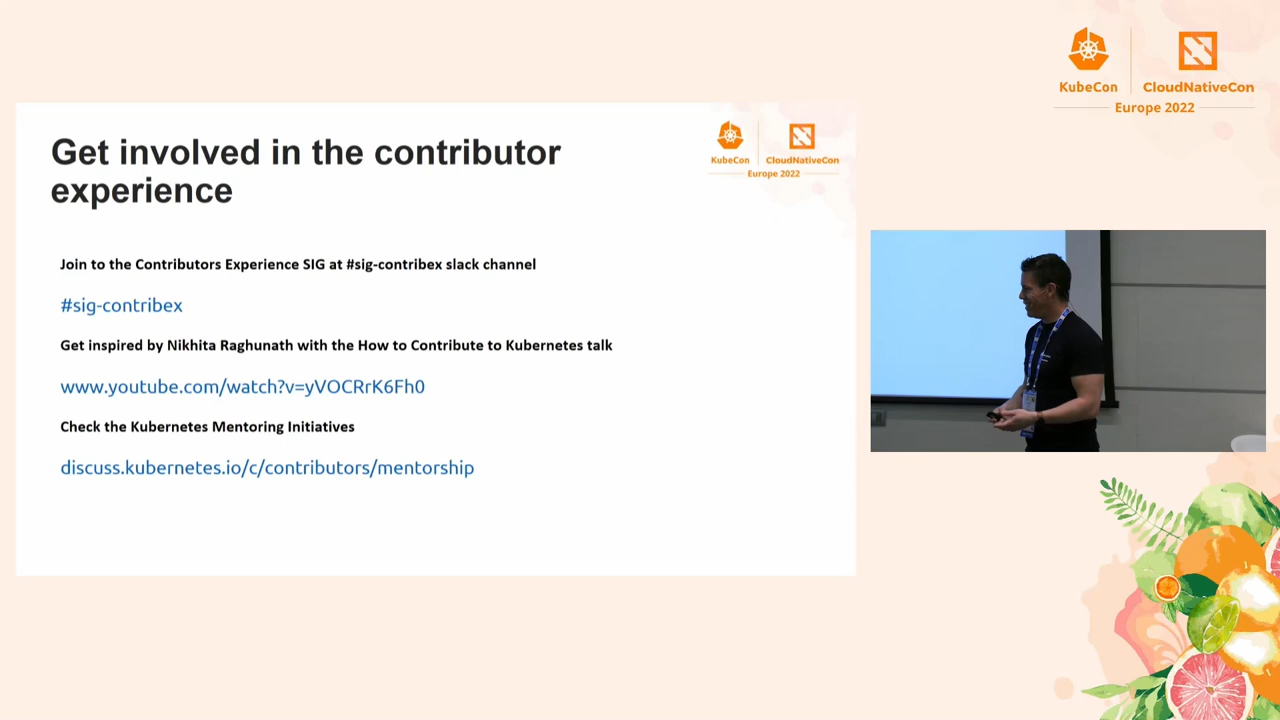 KubeCon
CloudNativeCon
Europe 2022
Get involved in the contributor
experience
KubeCon
CloudNativeCon
Europe 2022
Join to the Contributors Experience SIG at #sig-contribex slack channel
#sig-contribex
Get inspired by Nikhita Raghunath with the How to Contribute to Kubernetes talk
www.youtube.com/watch?v=yVOCRrK6Fh0
Check the Kubernetes Mentoring Initiatives
discuss.kubernetes.io/c/contributors/mentorship